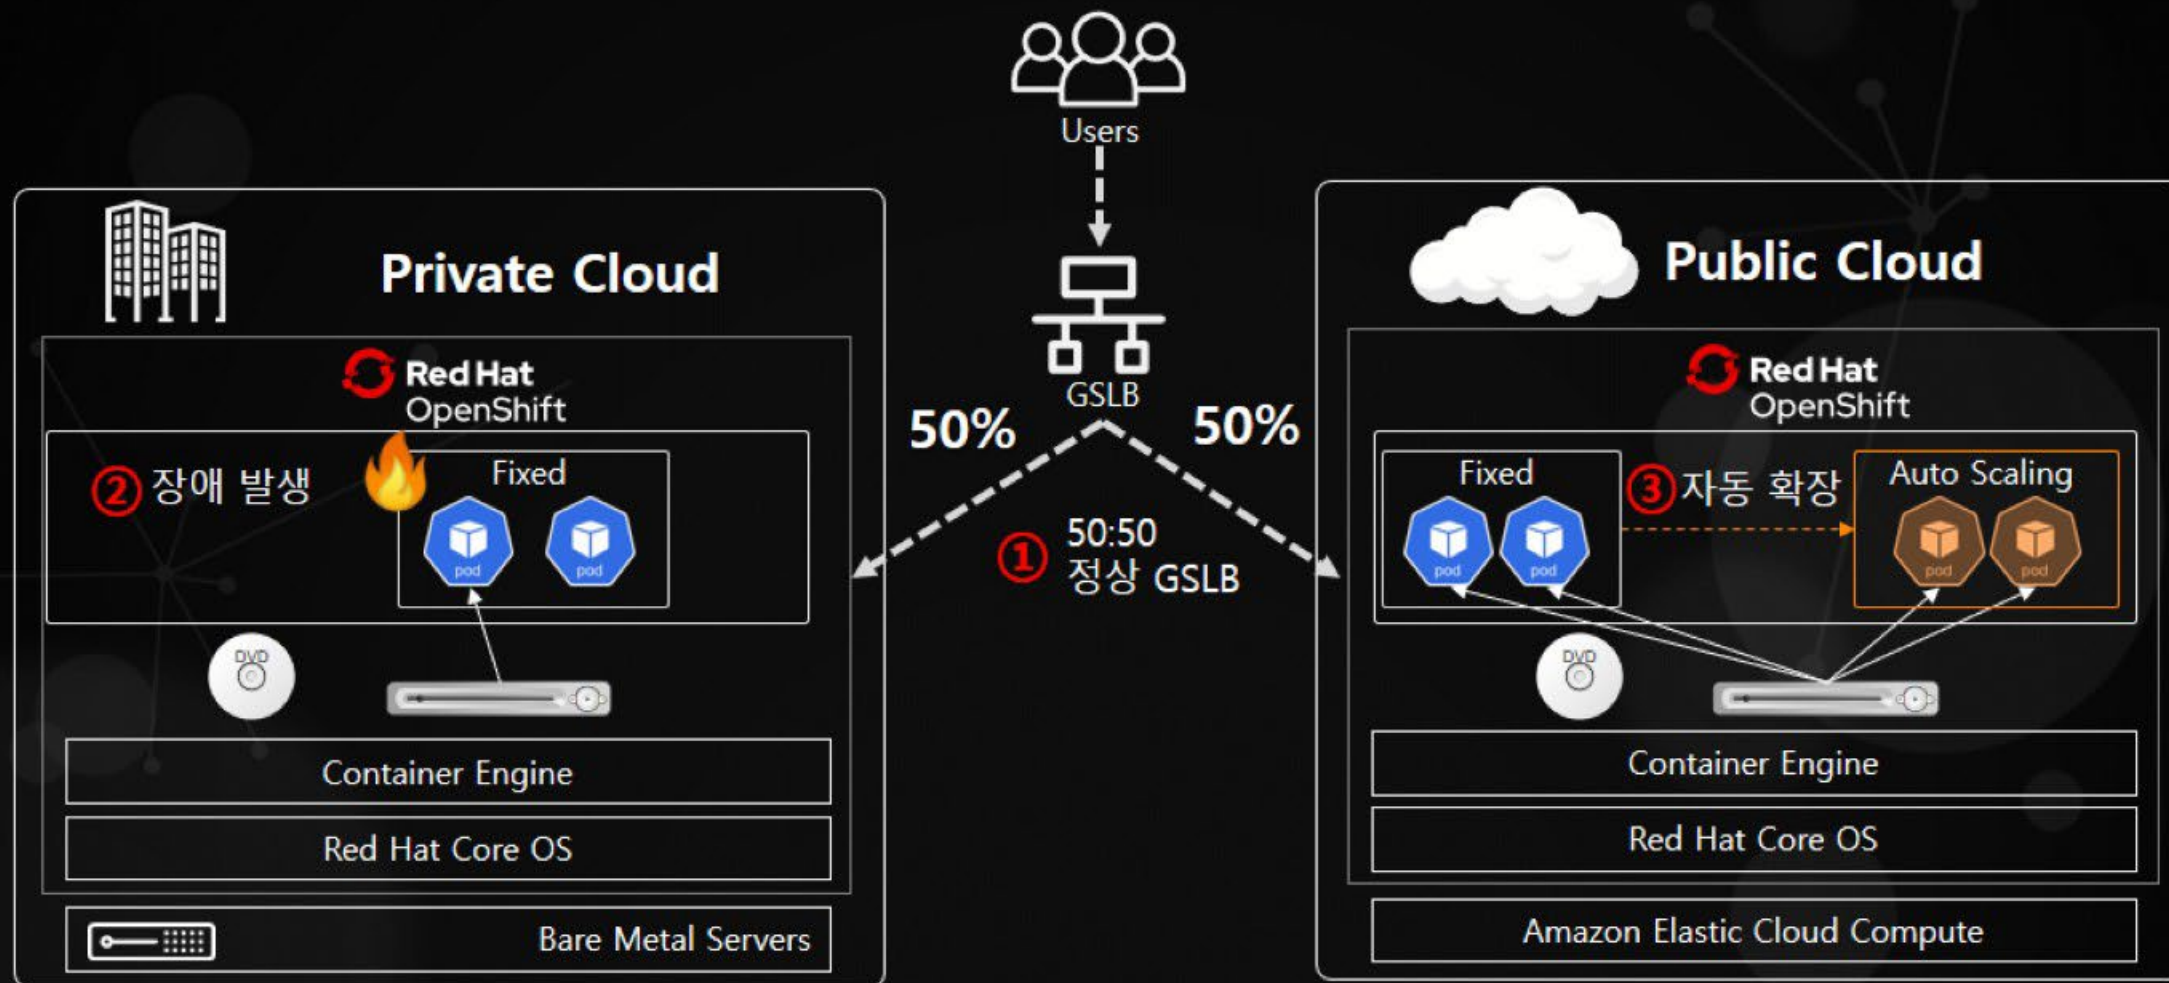 Users
GSLB
50%
50%
①
50:50
정상 GSLB
Private Cloud
Red Hat
OpenShift
② 장애 발생
Fixed
pod
pod
DVD
Container Engine
Red Hat Core OS
Bare Metal Servers
Public Cloud
Red Hat
OpenShift
Fixed
pod
pod
③ 자동 확장
Auto Scaling
pod
pod
DVD
Container Engine
Red Hat Core OS
Amazon Elastic Cloud Compute